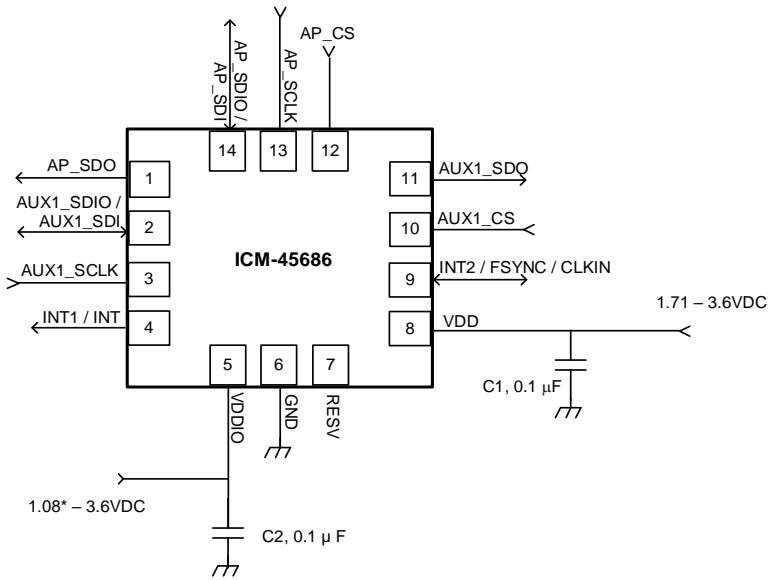 AP_CS
AP_SDIO /
AP_SDI
AP_SCLK
14
13
12
AP_SDO
1
11
AUX1_SDO
AUX1_SDIO /
AUX1_SDI
2
10
AUX1_CS
ICM-45686
AUX1_SCLK
3
9
INT2 / FSYNC / CLKIN
1.71 – 3.6VDC
INT1 / INT
4
8
VDD
5
6
7
C1, 0.1 µF
VDDIO
GND
RESV
1.08* – 3.6VDC
C2, 0.1 µ F